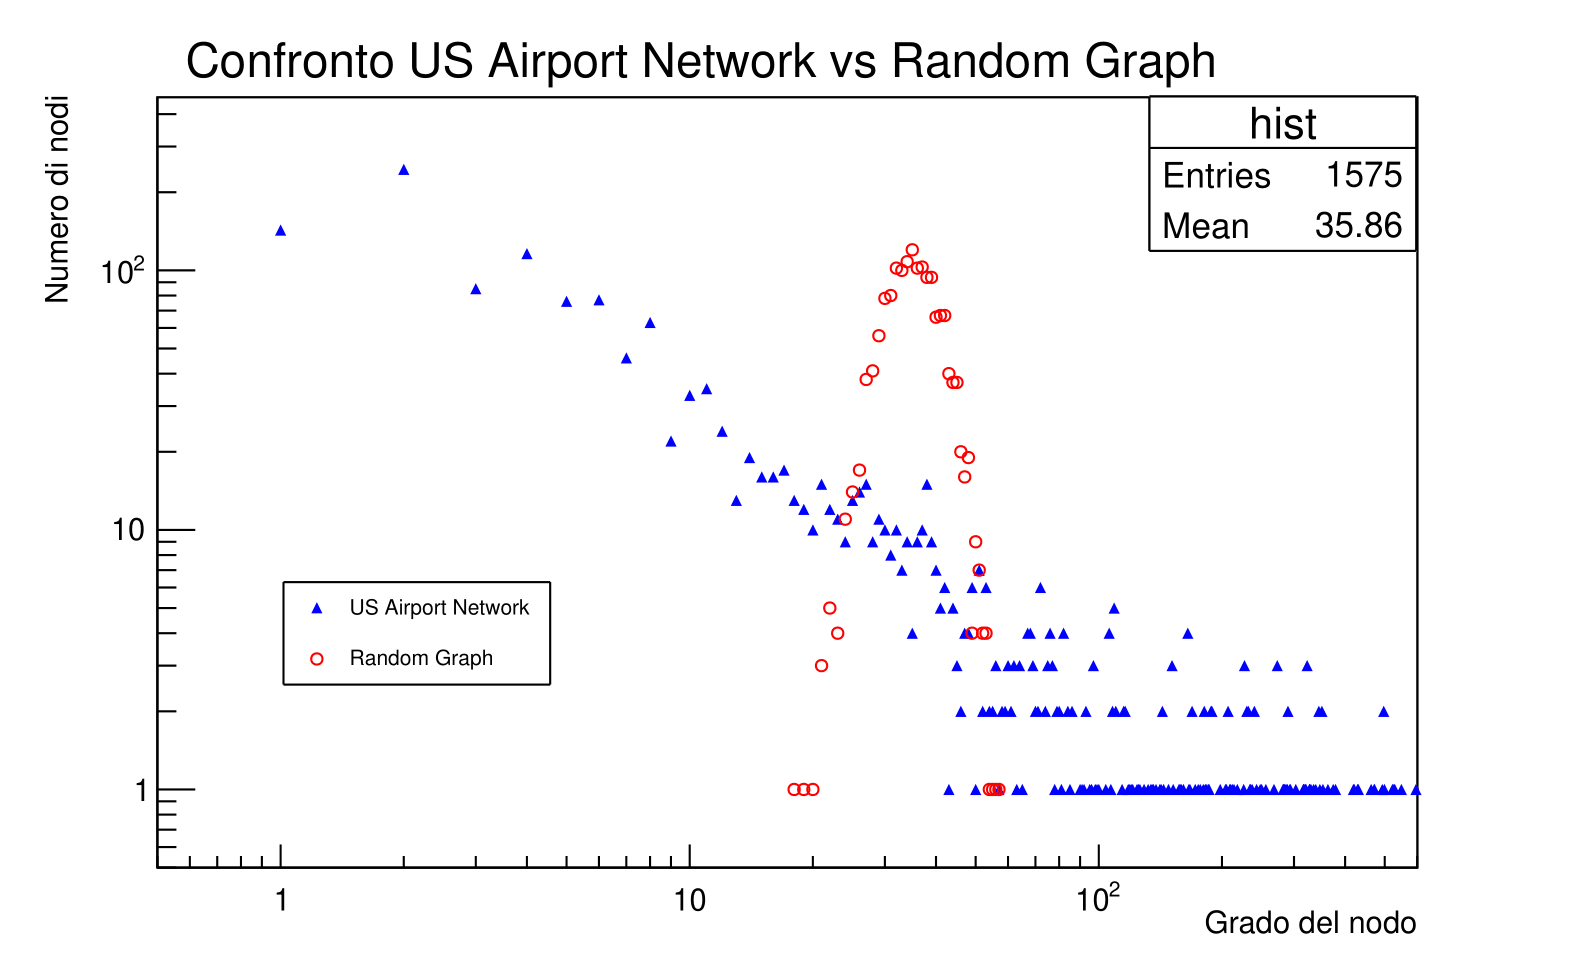 Confronto US Airport Network vs Random Graph
Numero di nodi
hist
Entries 1575
Mean 35.86
10²
10
1
US Airport Network
Random Graph
1 10 10²
Grado del nodo